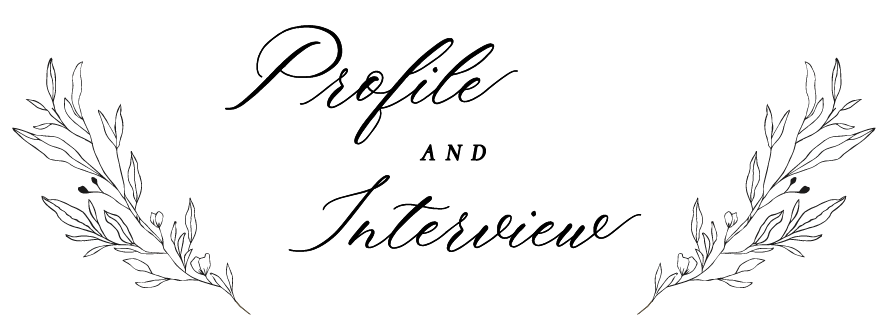 Profile
AND
Interview